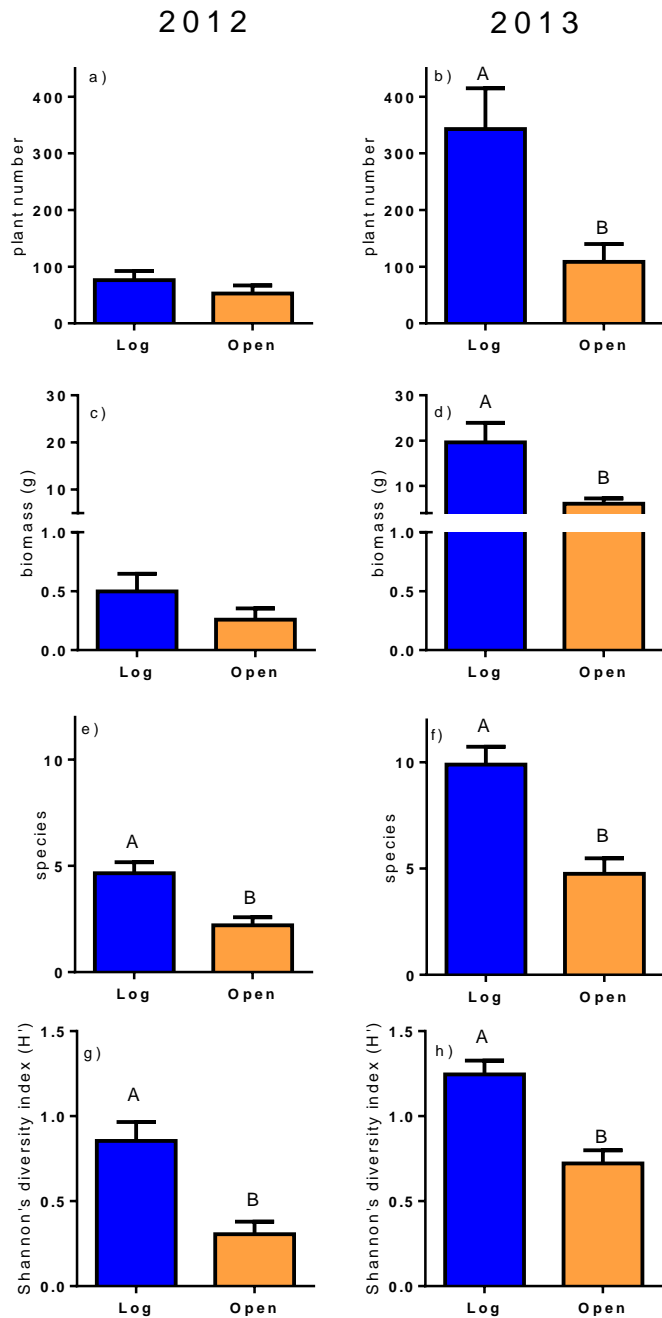 2012 2013
a)
plant number
400
300
200
100
0
Log Open
b)
A
B
plant number
400
300
200
100
0
Log Open
c)
biomass (g)
30
20
10
1.0
0.5
0.0
Log Open
d)
A
B
biomass (g)
30
20
10
1.0
0.5
0.0
Log Open
e)
A
B
species
10
5
0
Log Open
f)
A
B
species
10
5
0
Log Open
g)
A
B
Shannon's diversity index (H')
1.5
1.0
0.5
0.0
Log Open
h)
A
B
Shannon's diversity index (H')
1.5
1.0
0.5
0.0
Log Open